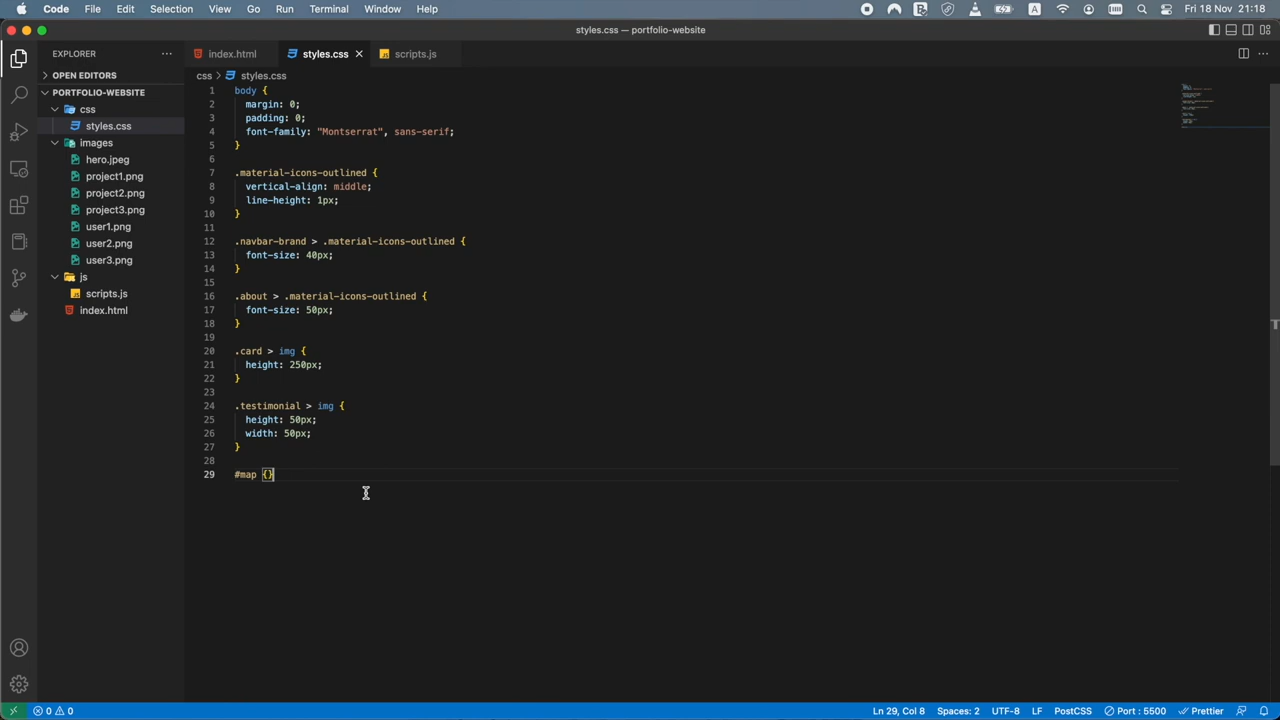 Code File Edit Selection View Go Run Terminal Window Help
A
Fri 18 Nov 21:18
styles.css — portfolio-website
EXPLORER
OPEN EDITORS
PORTFOLIO-WEBSITE
css
styles.css
images
hero.jpeg
project1.png
project2.png
project3.png
user1.png
user2.png
user3.png
js
scripts.js
index.html
index.html styles.css scripts.js
css > styles.css
1 body {
2 margin: 0;
3 padding: 0;
4 font-family: "Montserrat", sans-serif;
5 }
6
7 .material-icons-outlined {
8 vertical-align: middle;
9 line-height: 1px;
10 }
11
12 .navbar-brand > .material-icons-outlined {
13 font-size: 40px;
14 }
15
16 .about > .material-icons-outlined {
17 font-size: 50px;
18 }
19
20 .card > img {
21 height: 250px;
22 }
23
24 .testimonial > img {
25 height: 50px;
26 width: 50px;
27 }
28
29 #map {}
0 0
Ln 29, Col 8 Spaces: 2 UTF-8 LF PostCSS Port : 5500 Prettier